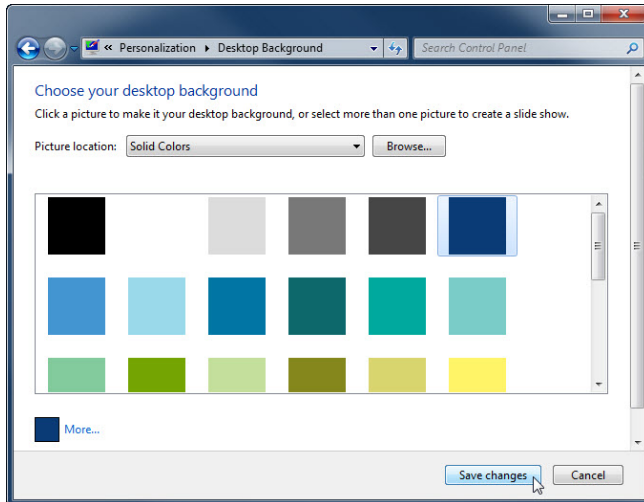 « Personalization ▸ Desktop Background
Search Control Panel
Choose your desktop background
Click a picture to make it your desktop background, or select more than one picture to create a slide show.
Picture location: Solid Colors Browse...
More...
Save changes Cancel